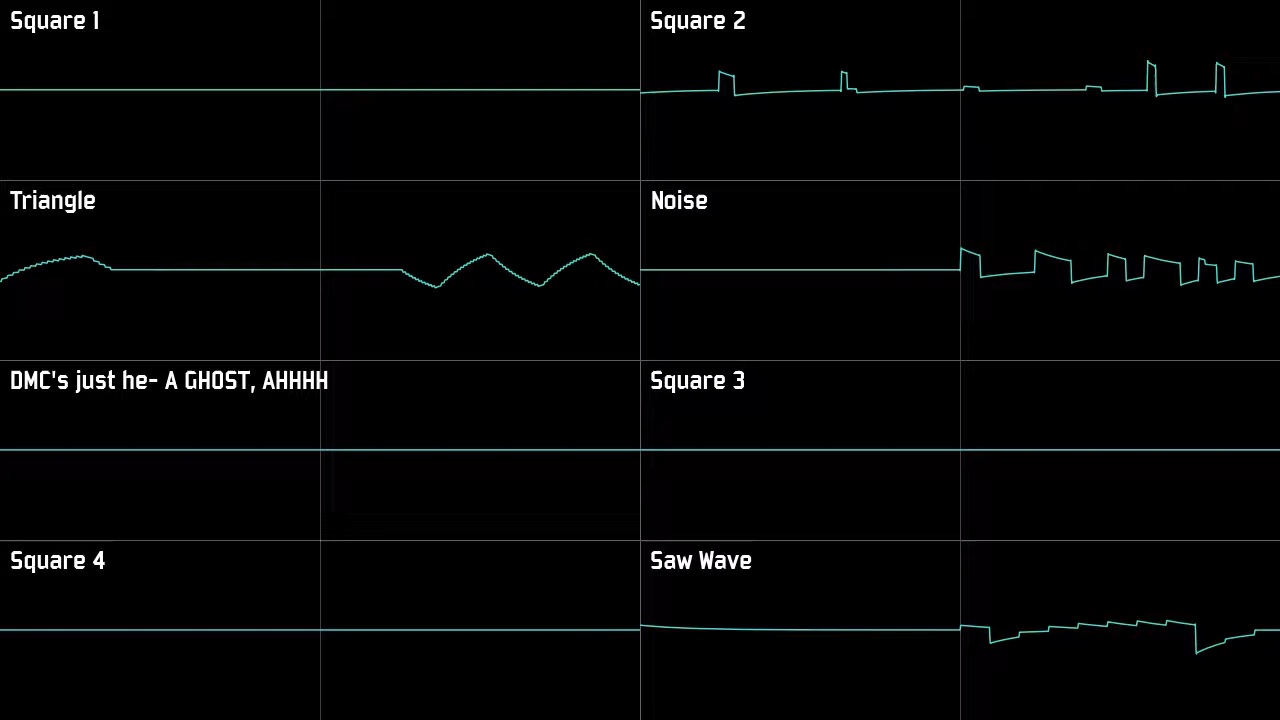 Square 1
Square 2
Triangle
Noise
DMC's just he- A GHOST, AHHHH
Square 3
Square 4
Saw Wave